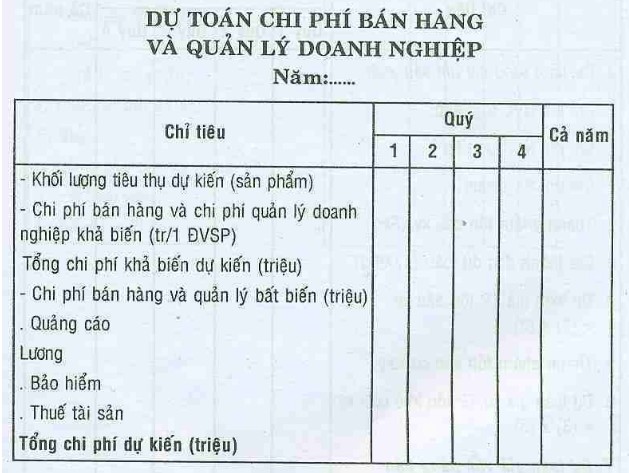 DỰ TOÁN CHI PHÍ BÁN HÀNG
VÀ QUẢN LÝ DOANH NGHIỆP
Năm:.....
Chỉ tiêu
Quý
Cả năm
1 2 3 4
- Khối lượng tiêu thụ dự kiến (sản phẩm)
- Chi phí bán hàng và chi phí quản lý doanh
nghiệp khả biến (tr/1 ĐVSP)
Tổng chi phí khả biến dự kiến (triệu)
- Chi phí bán hàng và quản lý bất biến (triệu)
. Quảng cáo
Lương
. Bảo hiểm
. Thuế tài sản
Tổng chi phí dự kiến (triệu)